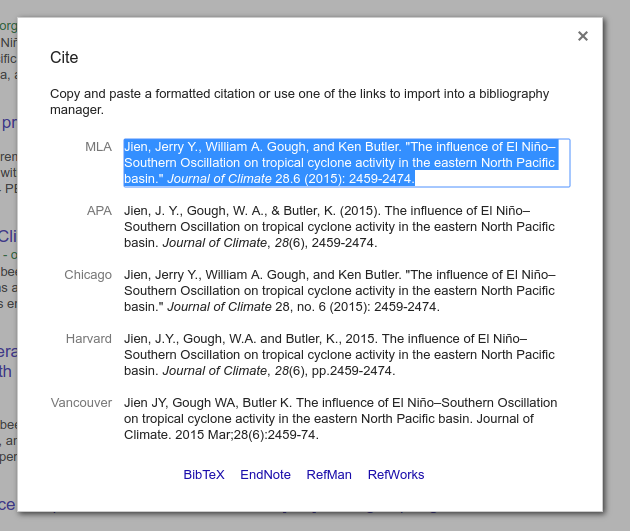 ×
Cite
Copy and paste a formatted citation or use one of the links to import into a bibliography
manager.
MLA
Jien, Jerry Y., William A. Gough, and Ken Butler. "The influence of El Niño–
Southern Oscillation on tropical cyclone activity in the eastern North Pacific
basin." Journal of Climate 28.6 (2015): 2459-2474.
APA
Jien, J. Y., Gough, W. A., & Butler, K. (2015). The influence of El Niño–
Southern Oscillation on tropical cyclone activity in the eastern North Pacific
basin. Journal of Climate, 28(6), 2459-2474.
Chicago
Jien, Jerry Y., William A. Gough, and Ken Butler. "The influence of El Niño–
Southern Oscillation on tropical cyclone activity in the eastern North Pacific
basin." Journal of Climate 28, no. 6 (2015): 2459-2474.
Harvard
Jien, J.Y., Gough, W.A. and Butler, K., 2015. The influence of El Niño–
Southern Oscillation on tropical cyclone activity in the eastern North Pacific
basin. Journal of Climate, 28(6), pp.2459-2474.
Vancouver
Jien JY, Gough WA, Butler K. The influence of El Niño–Southern Oscillation
on tropical cyclone activity in the eastern North Pacific basin. Journal of
Climate. 2015 Mar;28(6):2459-74.
BibTeX EndNote RefMan RefWorks